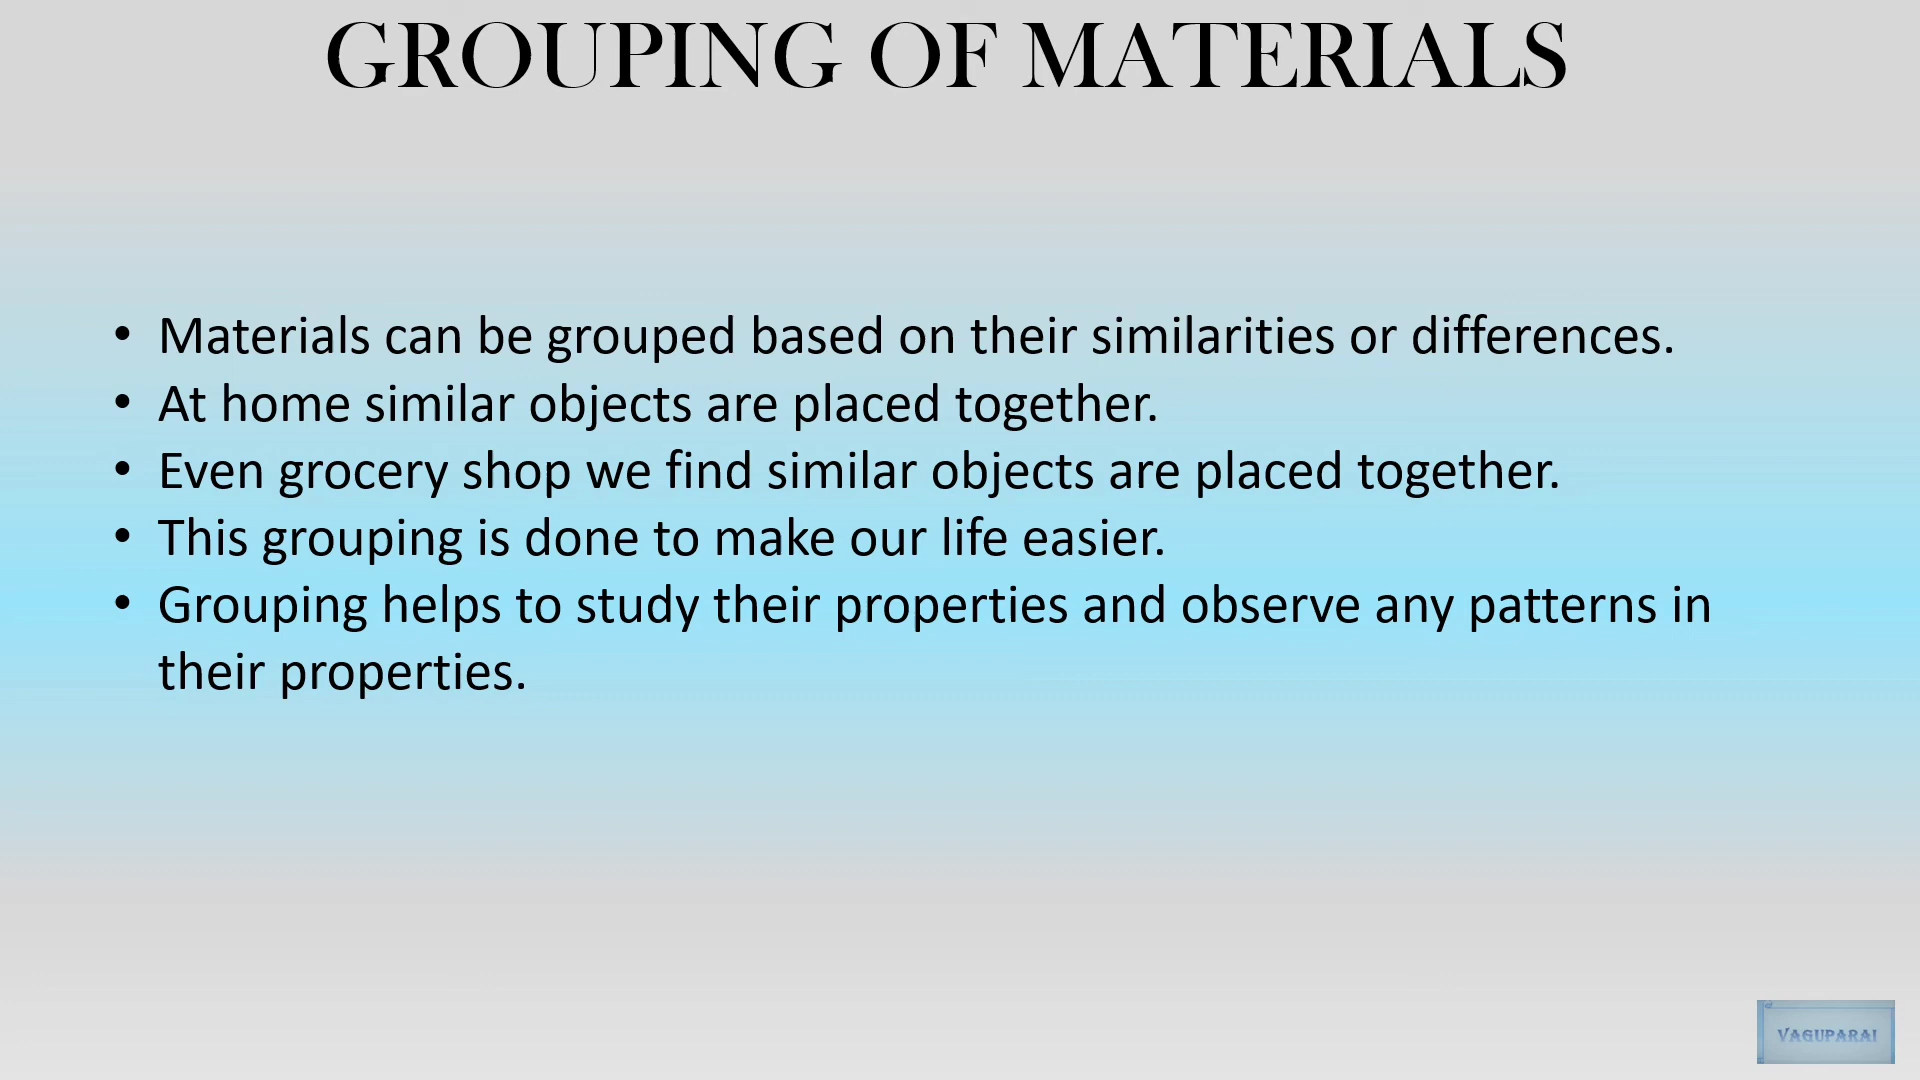 GROUPING OF MATERIALS
• Materials can be grouped based on their similarities or differences.
• At home similar objects are placed together.
• Even grocery shop we find similar objects are placed together.
• This grouping is done to make our life easier.
• Grouping helps to study their properties and observe any patterns in
their properties.
VAGUPARAI